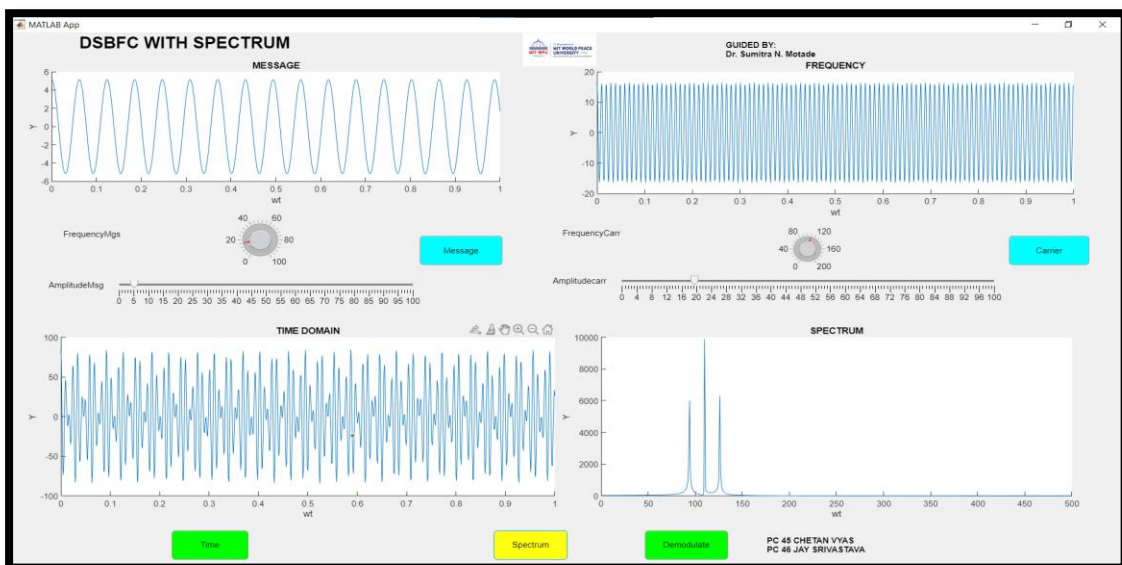 MATLAB App
DSBFC WITH SPECTRUM
MIT-WPU
MIT WORLD PEACE
UNIVERSITY
GUIDED BY:
Dr. Sumitra N. Motade
MESSAGE
6
4
2
0
-2
-4
-6
Y
0 0.1 0.2 0.3 0.4 0.5 0.6 0.7 0.8 0.9 1
wt
FREQUENCY
20
10
0
-10
-20
Y
0 0.1 0.2 0.3 0.4 0.5 0.6 0.7 0.8 0.9 1
wt
FrequencyMgs
0 20 40 60 80 100
Message
FrequencyCarr
0 40 80 120 160 200
Carrier
AmplitudeMsg
0 5 10 15 20 25 30 35 40 45 50 55 60 65 70 75 80 85 90 95 100
Amplitudecarr
0 4 8 12 16 20 24 28 32 36 40 44 48 52 56 60 64 68 72 76 80 84 88 92 96 100
TIME DOMAIN
100
50
0
-50
-100
Y
0 0.1 0.2 0.3 0.4 0.5 0.6 0.7 0.8 0.9 1
wt
SPECTRUM
10000
8000
6000
4000
2000
0
Y
0 50 100 150 200 250 300 350 400 450 500
wt
Time
Spectrum
Demodulate
PC 45 CHETAN VYAS
PC 46 JAY SRIVASTAVA